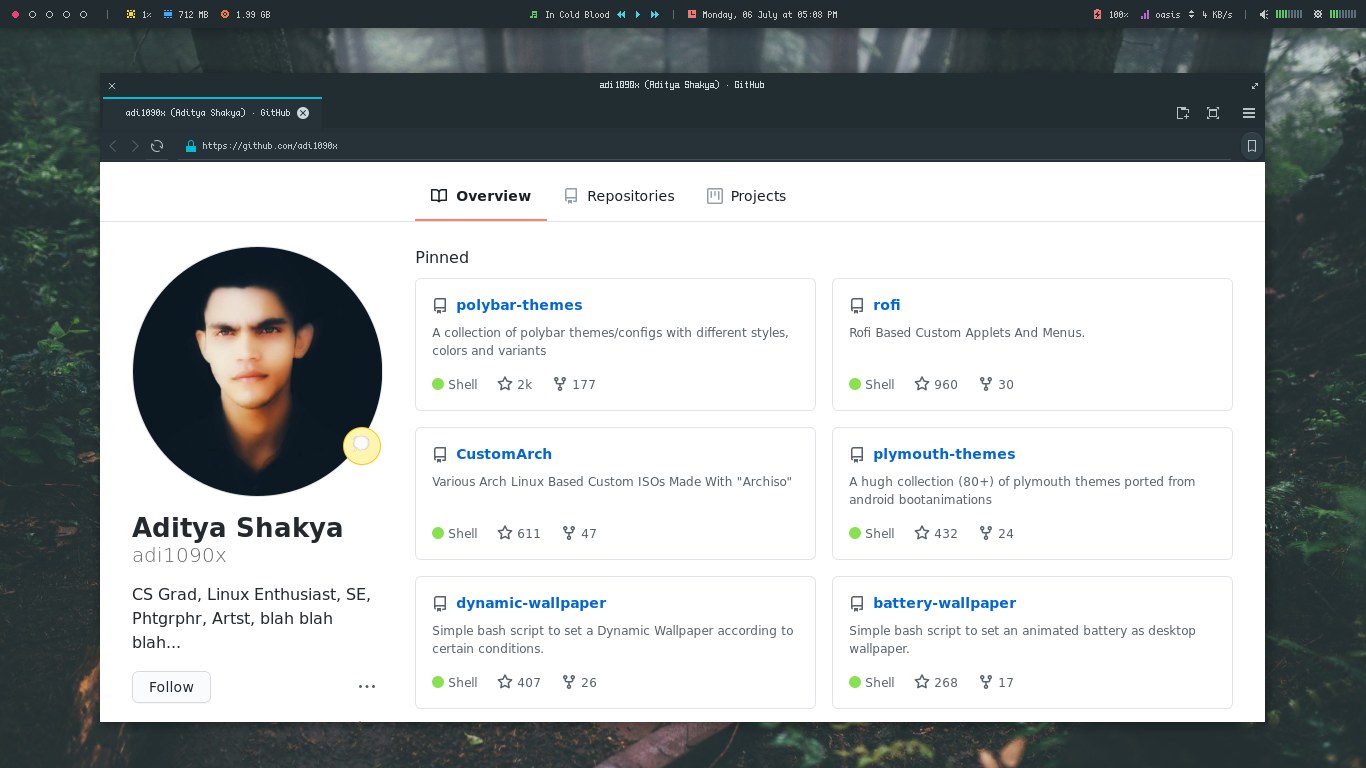 1% 712 MB 1.99 GB In Cold Blood Monday, 06 July at 05:08 PM 100% oasis 4 KB/s
adi1090x (Aditya Shakya) · GitHub
adi1090x (Aditya Shakya) · GitHub
https://github.com/adi1090x
Overview Repositories Projects
Pinned
polybar-themes
A collection of polybar themes/configs with different styles,
colors and variants
Shell 2k 177
rofi
Rofi Based Custom Applets And Menus.
Shell 960 30
CustomArch
Various Arch Linux Based Custom ISOs Made With "Archiso"
Shell 611 47
plymouth-themes
A hugh collection (80+) of plymouth themes ported from
android bootanimations
Shell 432 24
dynamic-wallpaper
Simple bash script to set a Dynamic Wallpaper according to
certain conditions.
Shell 407 26
battery-wallpaper
Simple bash script to set an animated battery as desktop
wallpaper.
Shell 268 17
Aditya Shakya
adi1090x
CS Grad, Linux Enthusiast, SE,
Phtgrphr, Artst, blah blah
blah...
Follow